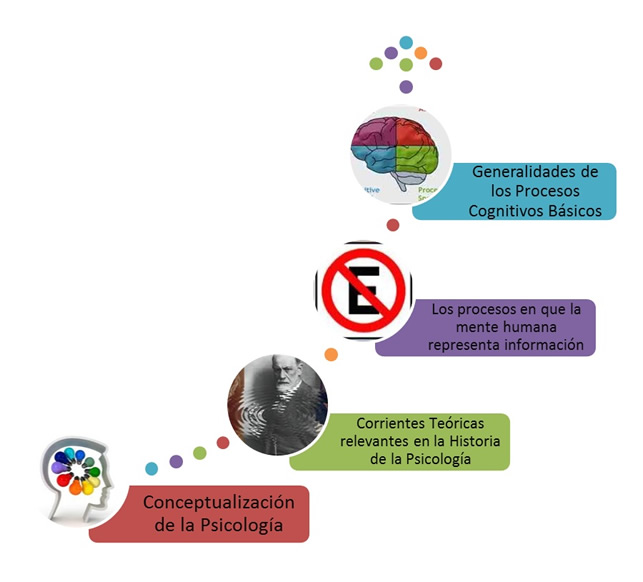 Generalidades de
los Procesos
Cognitivos Básicos
E
Los procesos en que la
mente humana
representa información
Corrientes Teóricas
relevantes en la Historia
de la Psicología
Conceptualización
de la Psicología